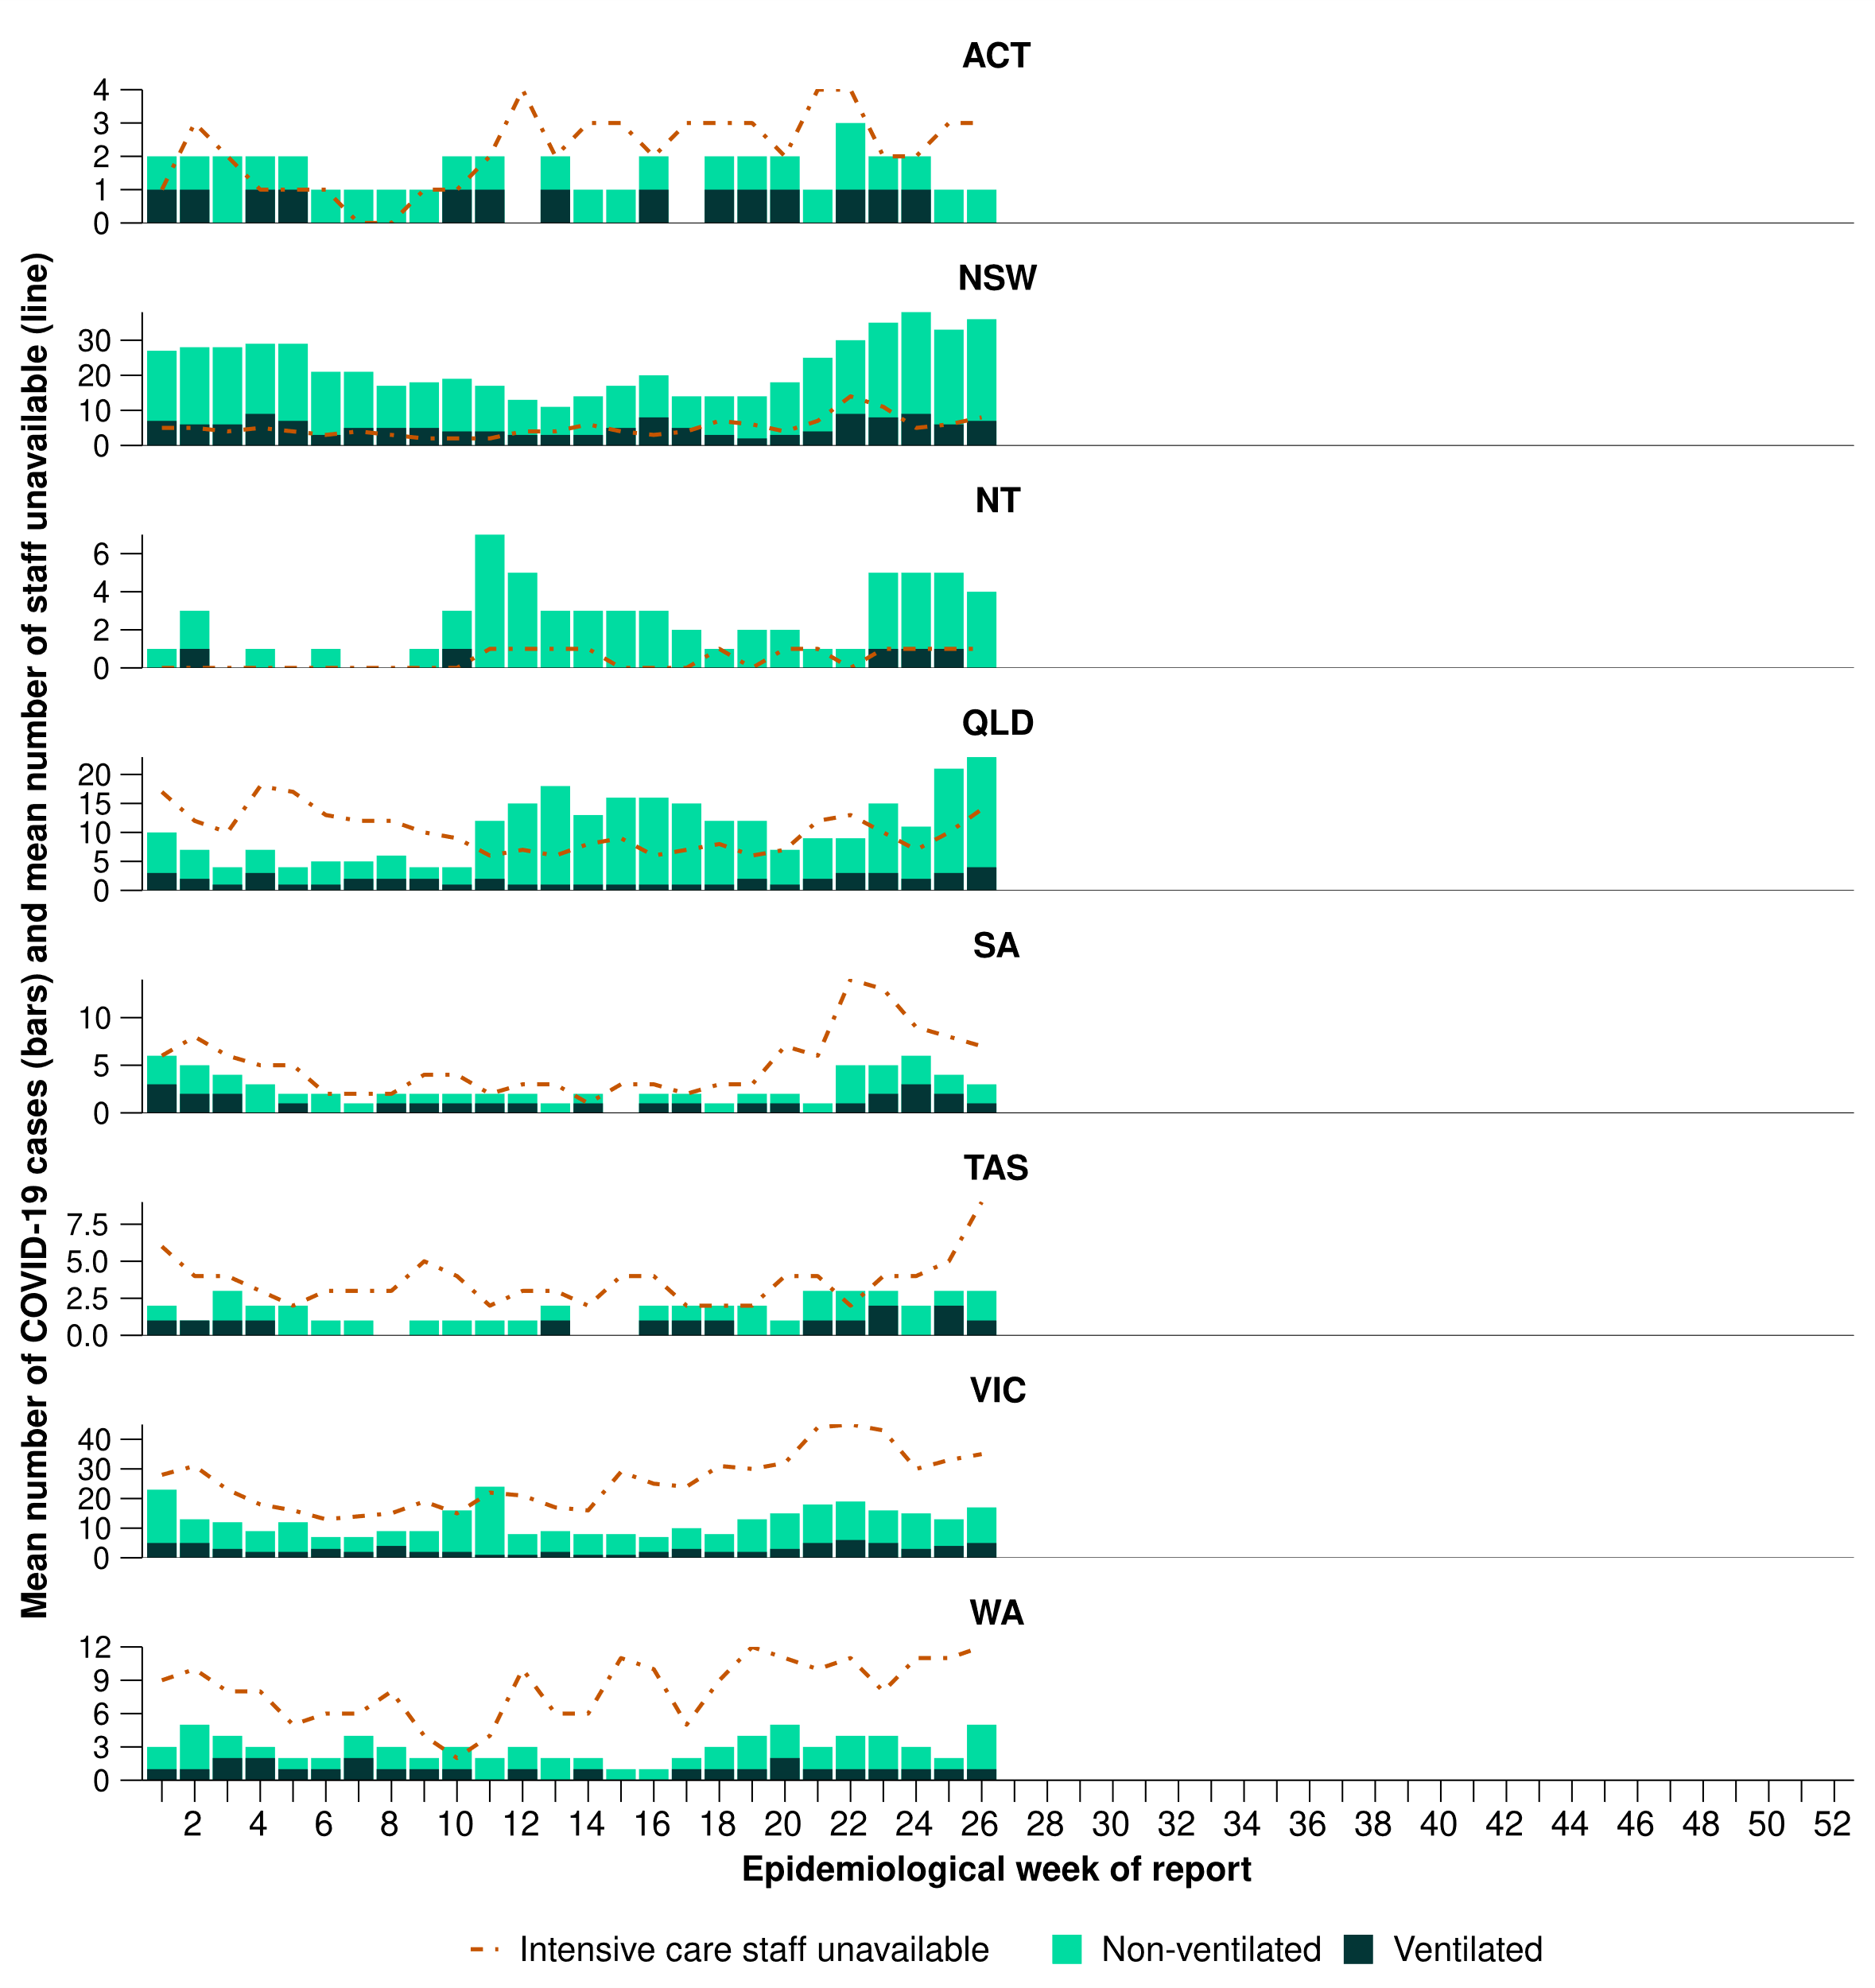 Mean number of COVID-19 cases (bars) and mean number of staff unavailable (line)
ACT
4
3
2
1
0
NSW
30
20
10
0
NT
6
4
2
0
QLD
20
15
10
5
0
SA
10
5
0
TAS
7.5
5.0
2.5
0.0
VIC
40
30
20
10
0
WA
12
9
6
3
0
2 4 6 8 10 12 14 16 18 20 22 24 26 28 30 32 34 36 38 40 42 44 46 48 50 52
Epidemiological week of report
Intensive care staff unavailable Non-ventilated Ventilated